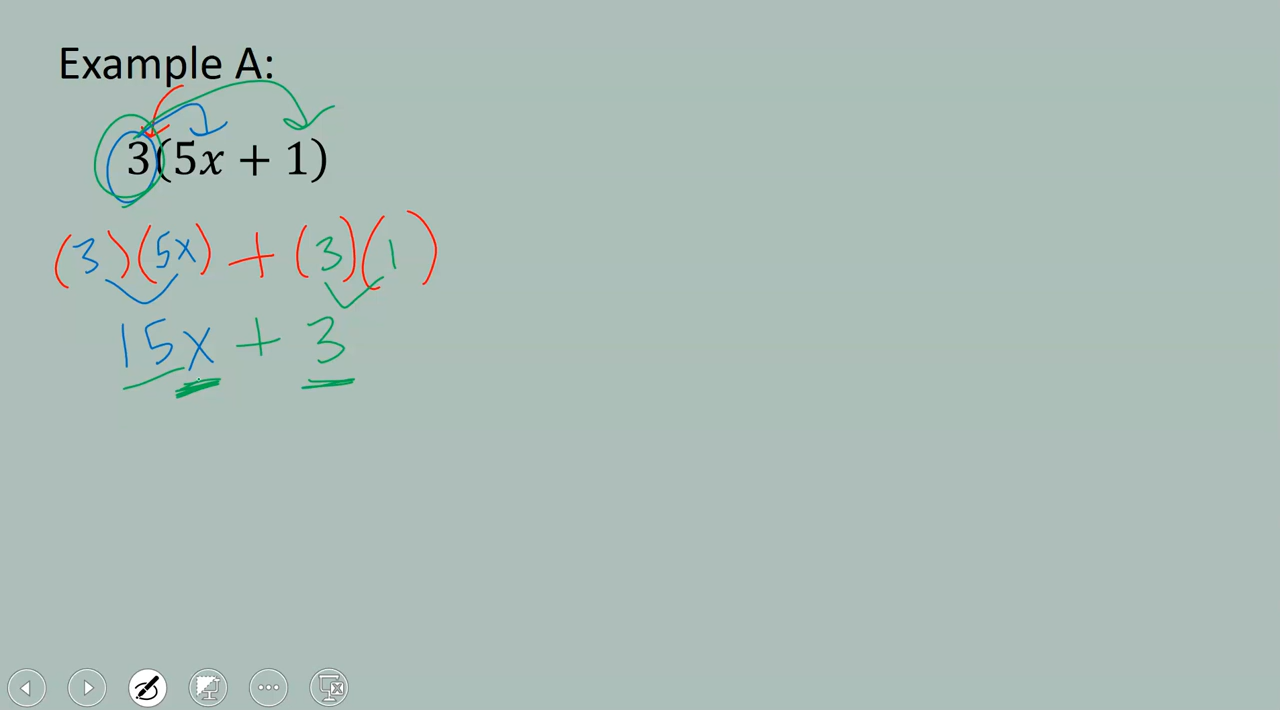 Example A:
3(5x + 1)
(3)(5x) + (3)(1)
15x + 3